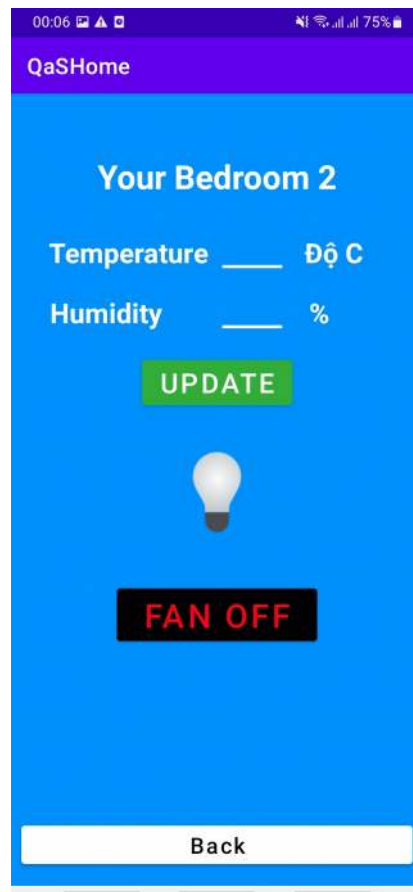 00:06 75%
QaSHome
Your Bedroom 2
Temperature ____ Độ C
Humidity ____ %
UPDATE
FAN OFF
Back